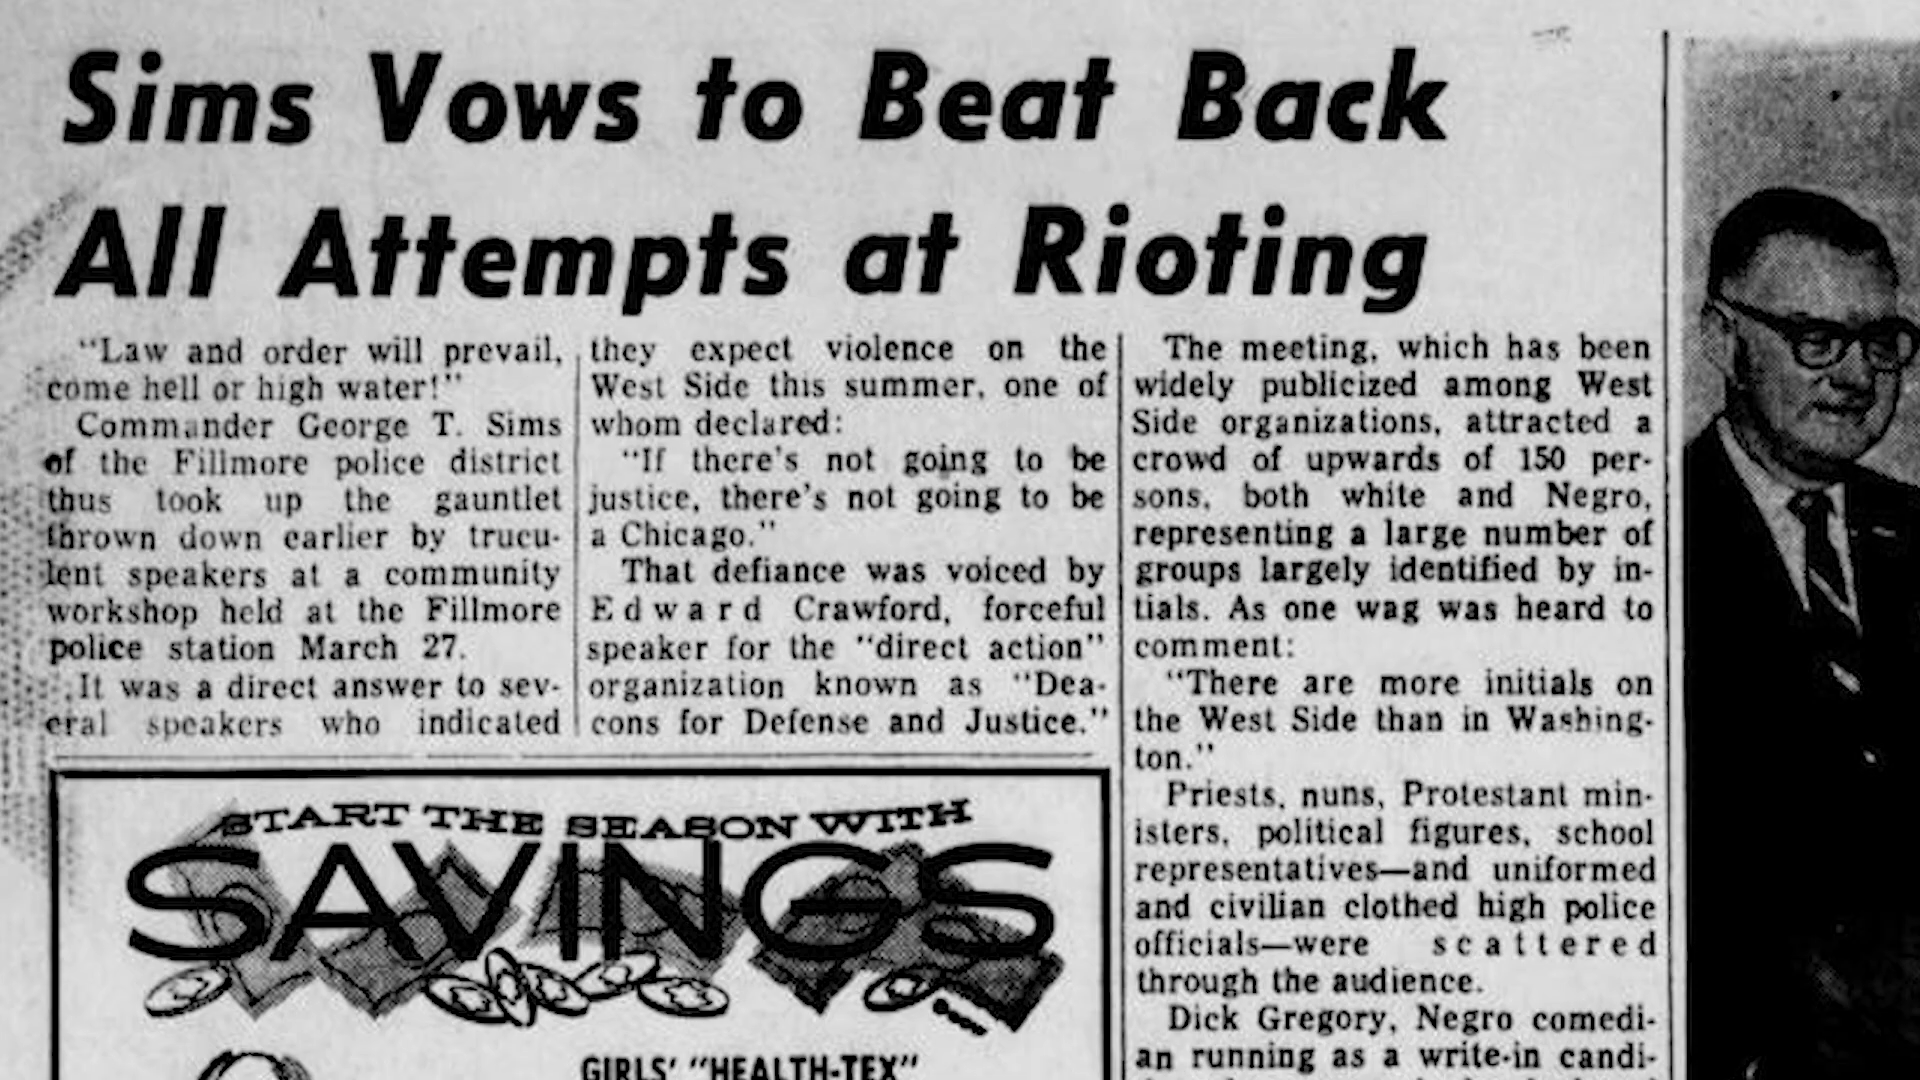 Sims Vows to Beat Back
All Attempts at Rioting
"Law and order will prevail,
come hell or high water!"
Commander George T. Sims
of the Fillmore police district
thus took up the gauntlet
thrown down earlier by trucu-
lent speakers at a community
workshop held at the Fillmore
police station March 27.
It was a direct answer to sev-
eral speakers who indicated
they expect violence on the
West Side this summer, one of
whom declared:
"If there's not going to be
justice, there's not going to be
a Chicago."
That defiance was voiced by
Edward Crawford, forceful
speaker for the "direct action"
organization known as "Dea-
cons for Defense and Justice."
The meeting, which has been
widely publicized among West
Side organizations, attracted a
crowd of upwards of 150 per-
sons, both white and Negro,
representing a large number of
groups largely identified by in-
tials. As one wag was heard to
comment:
"There are more initials on
the West Side than in Washing-
ton."
Priests, nuns, Protestant min-
isters, political figures, school
representatives—and uniformed
and civilian clothed high police
officials—were scattered
through the audience.
Dick Gregory, Negro comedi-
an running as a write-in candi-
START THE SEASON WITH
SAVINGS
GIRLS' "HEALTH-TEX"